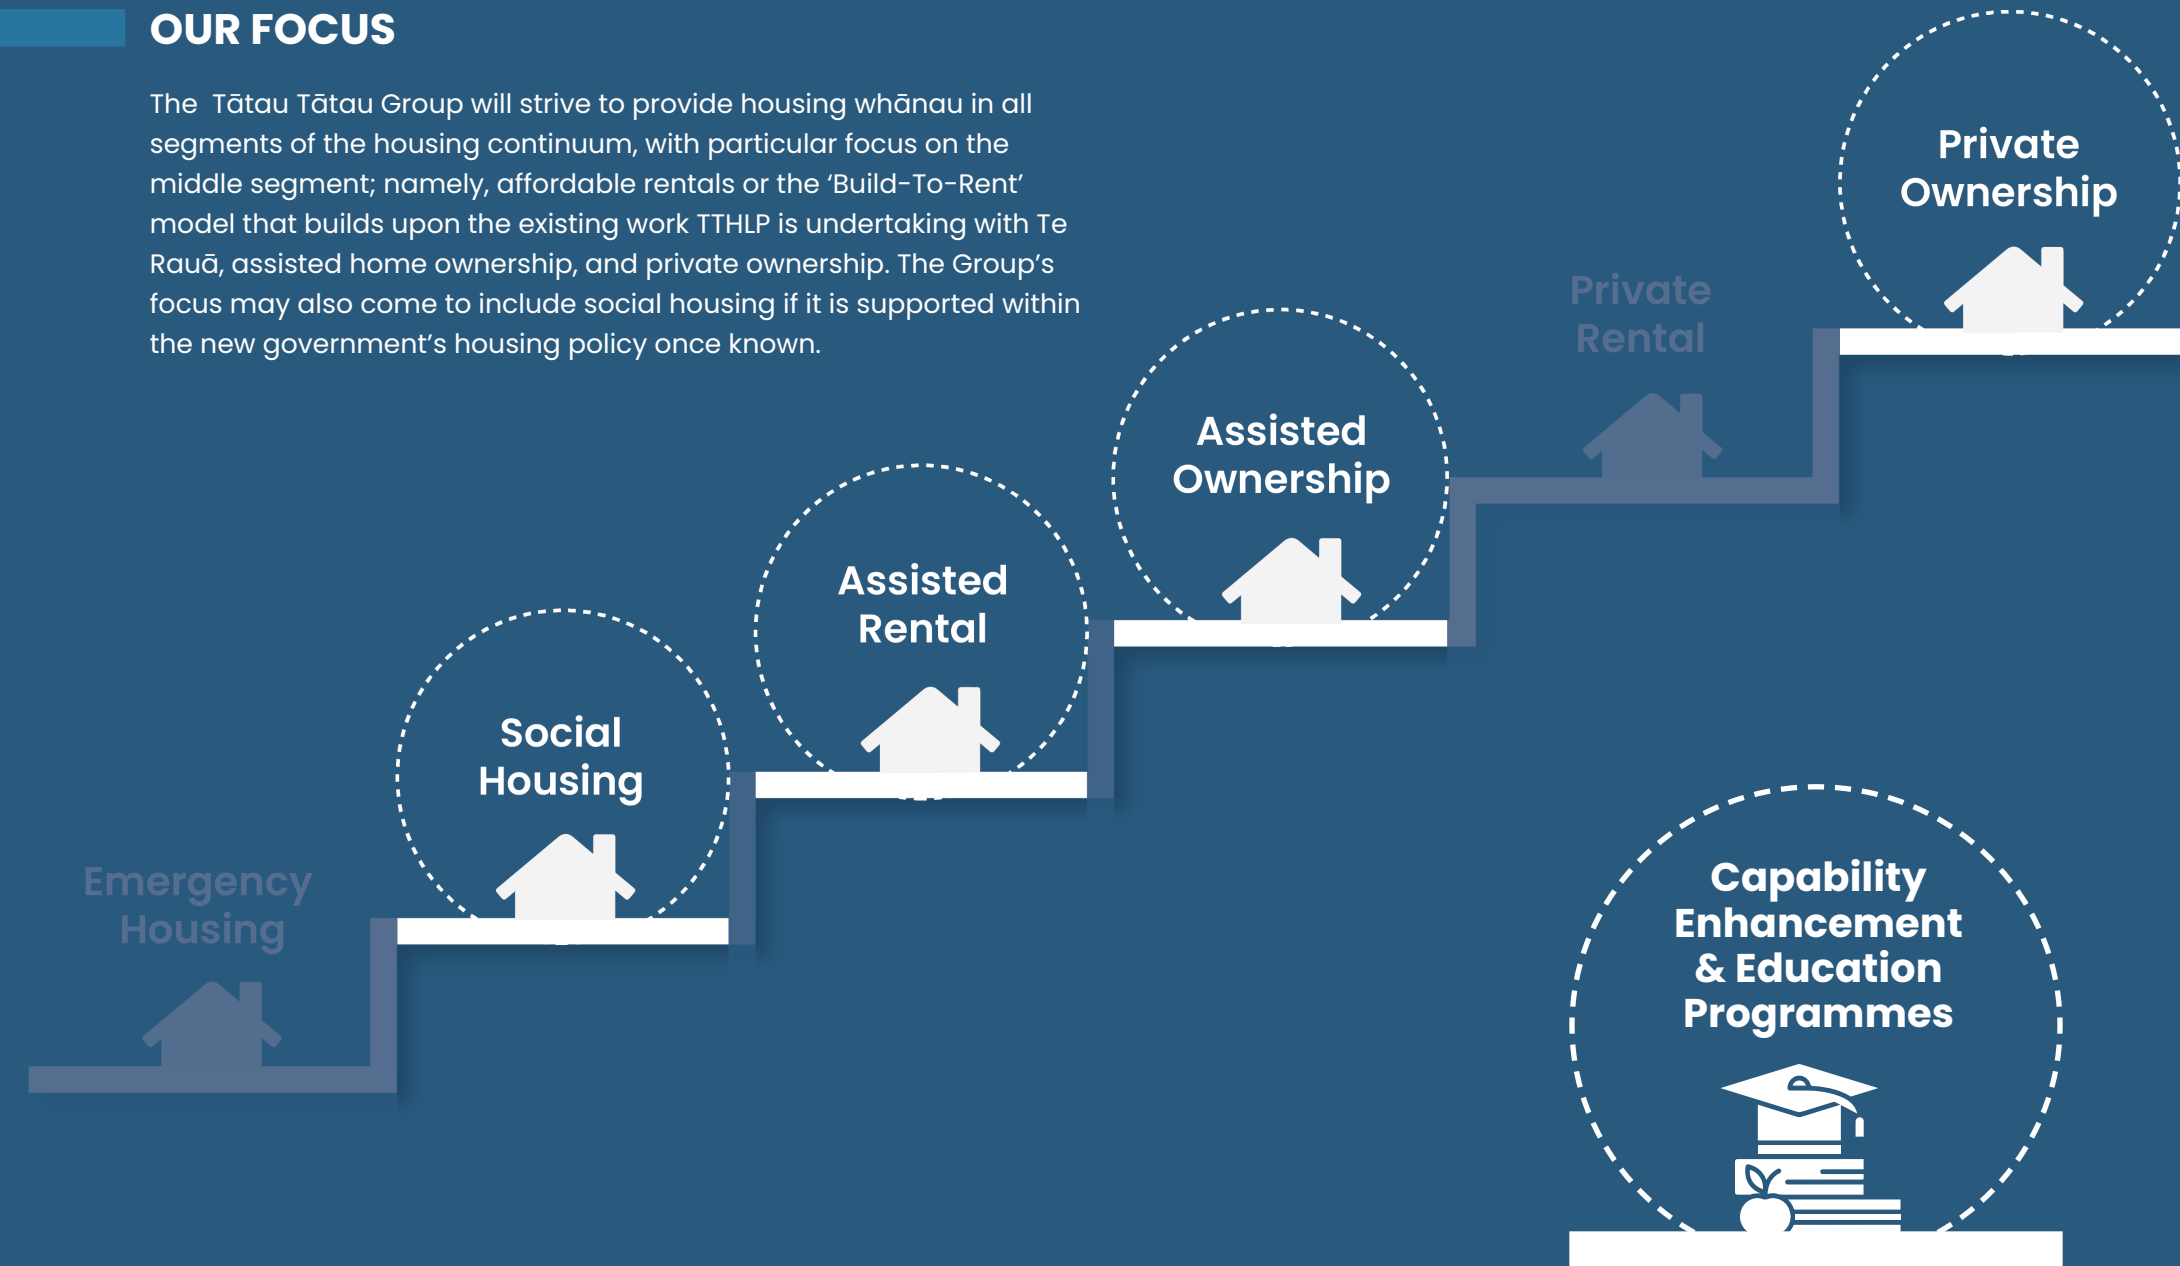 OUR FOCUS
The Tātau Tātau Group will strive to provide housing whānau in all
segments of the housing continuum, with particular focus on the
middle segment; namely, affordable rentals or the ‘Build-To-Rent’
model that builds upon the existing work TTHLP is undertaking with Te
Rauā, assisted home ownership, and private ownership. The Group’s
focus may also come to include social housing if it is supported within
the new government’s housing policy once known.
Private
Ownership
Private
Rental
Assisted
Ownership
Assisted
Rental
Social
Housing
Emergency
Housing
Capability
Enhancement
& Education
Programmes